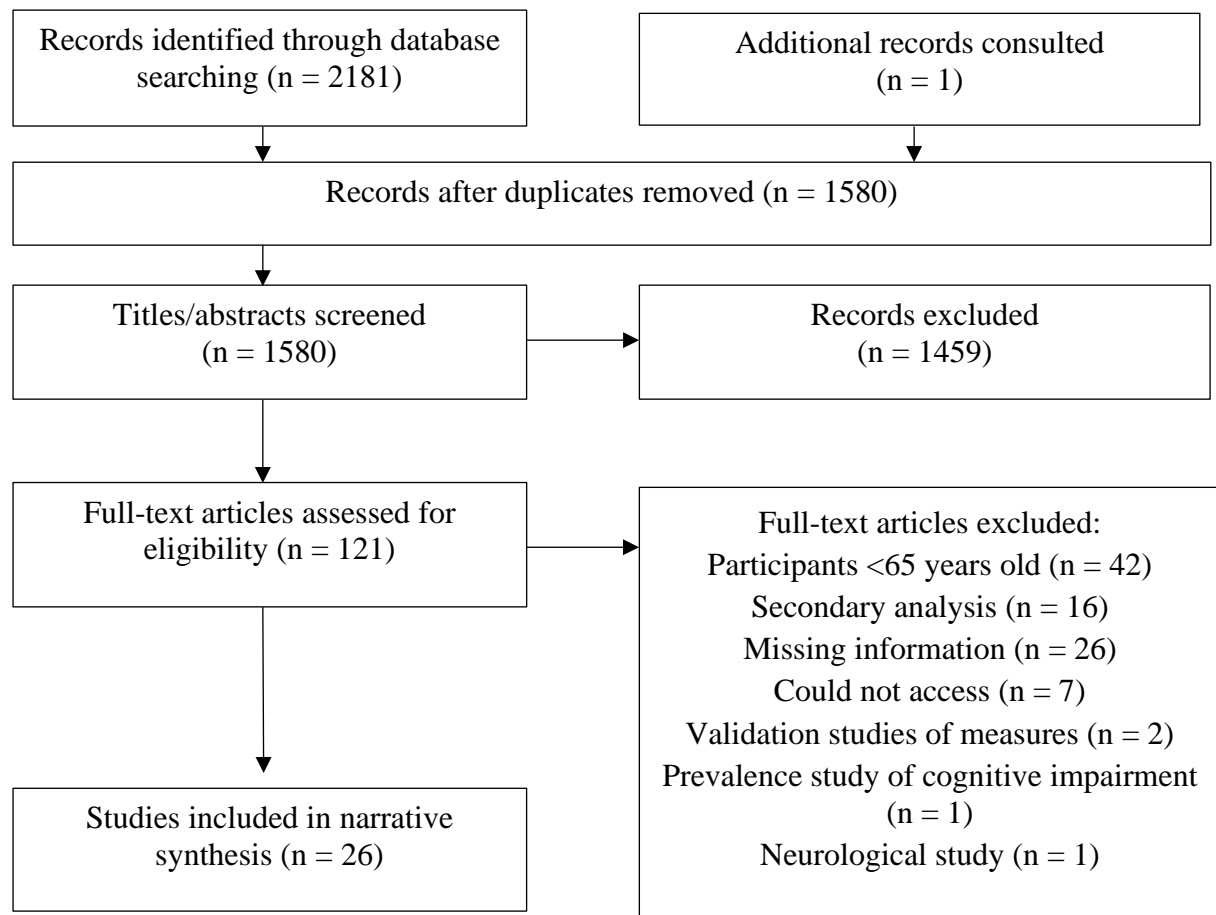 Records identified through database
searching (n = 2181)
Additional records consulted
(n = 1)
Records after duplicates removed (n = 1580)
Titles/abstracts screened
(n = 1580)
Records excluded
(n = 1459)
Full-text articles assessed for
eligibility (n = 121)
Full-text articles excluded:
Participants <65 years old (n = 42)
Secondary analysis (n = 16)
Missing information (n = 26)
Could not access (n = 7)
Validation studies of measures (n = 2)
Prevalence study of cognitive impairment
(n = 1)
Neurological study (n = 1)
Studies included in narrative
synthesis (n = 26)